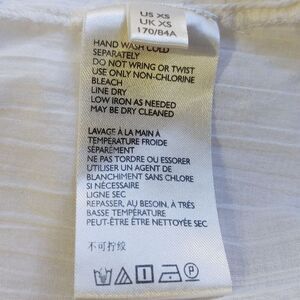 US XS
UK XS
170/84A
HAND WASH COLD
SEPARATELY
DO NOT WRING OR TWIST
USE ONLY NON-CHLORINE
BLEACH
LINE DRY
LOW IRON AS NEEDED
MAY BE DRY CLEANED
LAVAGE À LA MAIN À
TEMPÉRATURE FROIDE
SÉPARÉMENT
NE PAS TORDRE OU ESSORER
UTILISER UN AGENT DE
BLANCHIMENT SANS CHLORE
SI NÉCESSAIRE
LIGNE SEC
REPASSER, AU BESOIN, À TRÈS
BASSE TEMPÉRATURE
PEUT-ÊTRE ÊTRE NETTOYÉE SEC
不可拧绞
P